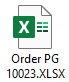 X
Order PG
10023.XLSX